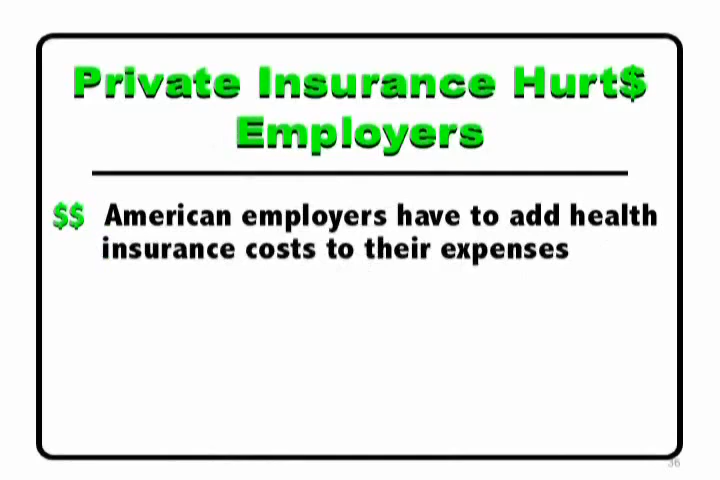 Private Insurance Hurt$
Employers
$$ American employers have to add health
insurance costs to their expenses
36